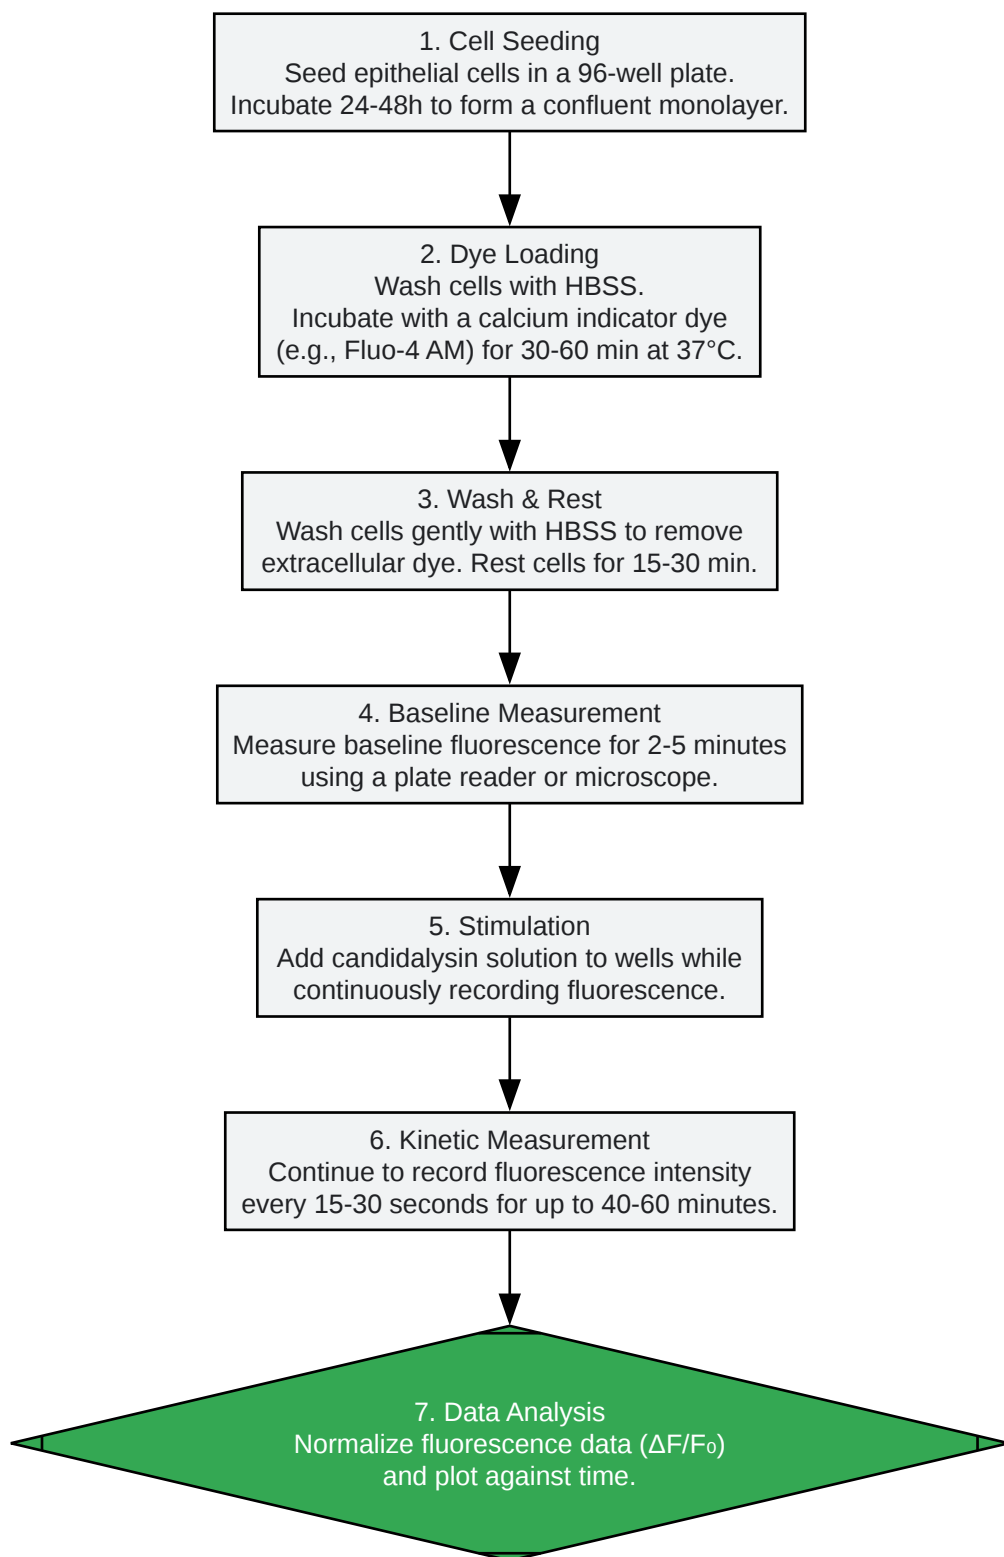 1. Cell Seeding
Seed epithelial cells in a 96-well plate.
Incubate 24-48h to form a confluent monolayer.
2. Dye Loading
Wash cells with HBSS.
Incubate with a calcium indicator dye
(e.g., Fluo-4 AM) for 30-60 min at 37°C.
3. Wash & Rest
Wash cells gently with HBSS to remove
extracellular dye. Rest cells for 15-30 min.
4. Baseline Measurement
Measure baseline fluorescence for 2-5 minutes
using a plate reader or microscope.
5. Stimulation
Add candidalysin solution to wells while
continuously recording fluorescence.
6. Kinetic Measurement
Continue to record fluorescence intensity
every 15-30 seconds for up to 40-60 minutes.
7. Data Analysis
Normalize fluorescence data (ΔF/F₀)
and plot against time.